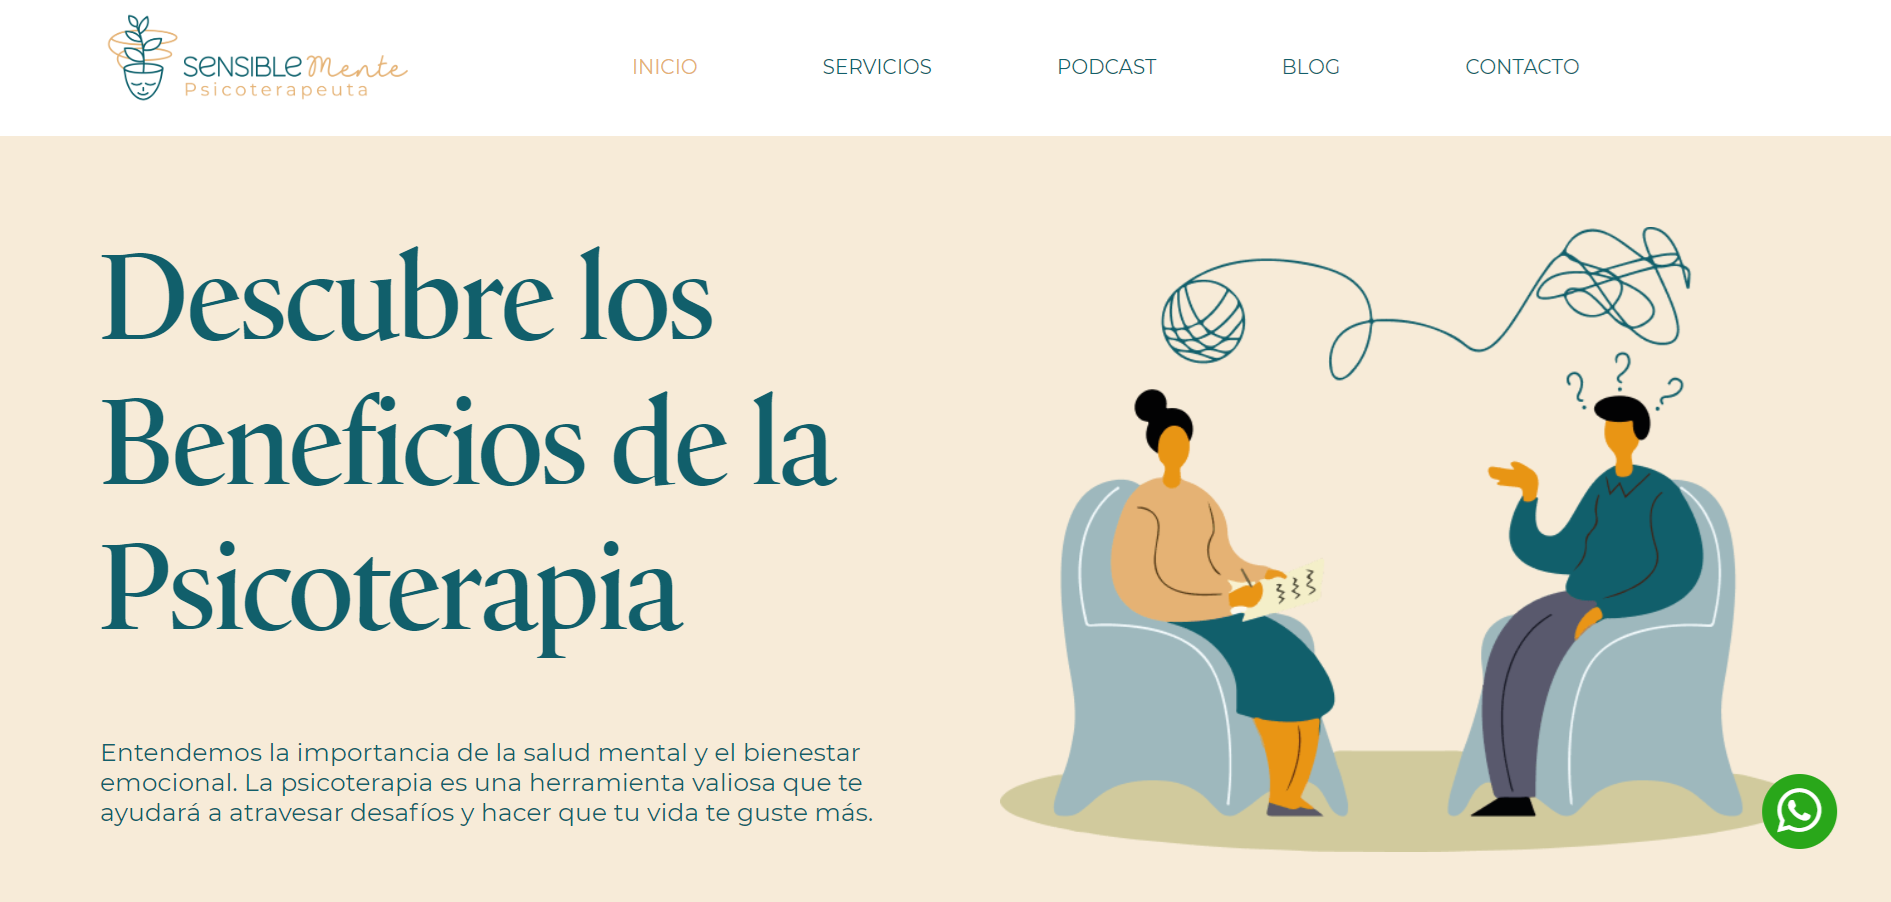 SENSIBLE Mente
Psicoterapeuta
INICIO
SERVICIOS
PODCAST
BLOG
CONTACTO
Descubre los
Beneficios de la
Psicoterapia
Entendemos la importancia de la salud mental y el bienestar
emocional. La psicoterapia es una herramienta valiosa que te
ayudará a atravesar desafíos y hacer que tu vida te guste más.
? ? ?